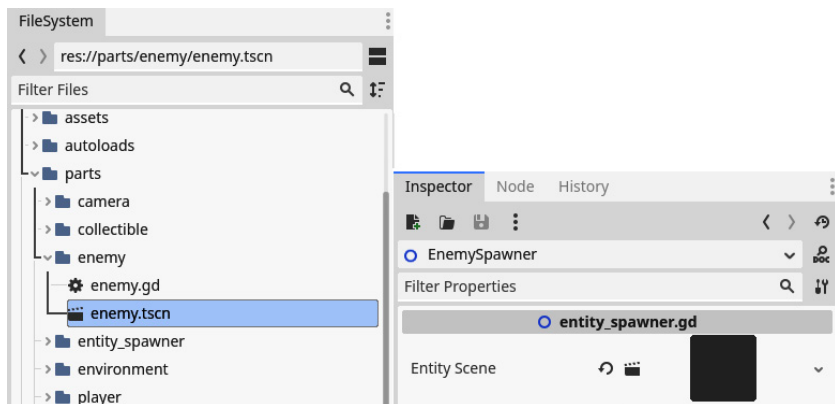 FileSystem
res://parts/enemy/enemy.tscn
Filter Files
assets
autoloads
parts
camera
collectible
enemy
enemy.gd
enemy.tscn
entity_spawner
environment
player
Inspector Node History
EnemySpawner
DOC
Filter Properties
entity_spawner.gd
Entity Scene